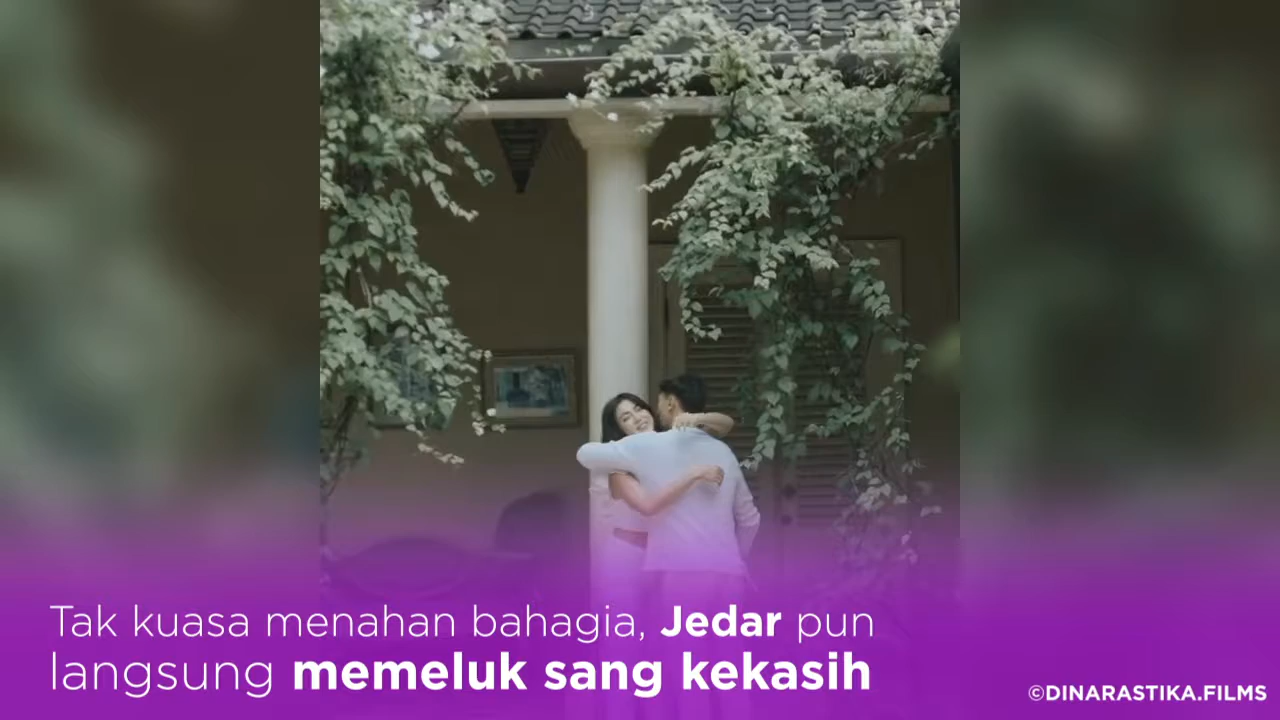 Tak kuasa menahan bahagia, Jedar pun
langsung memeluk sang kekasih
©DINARASTIKA.FILMS